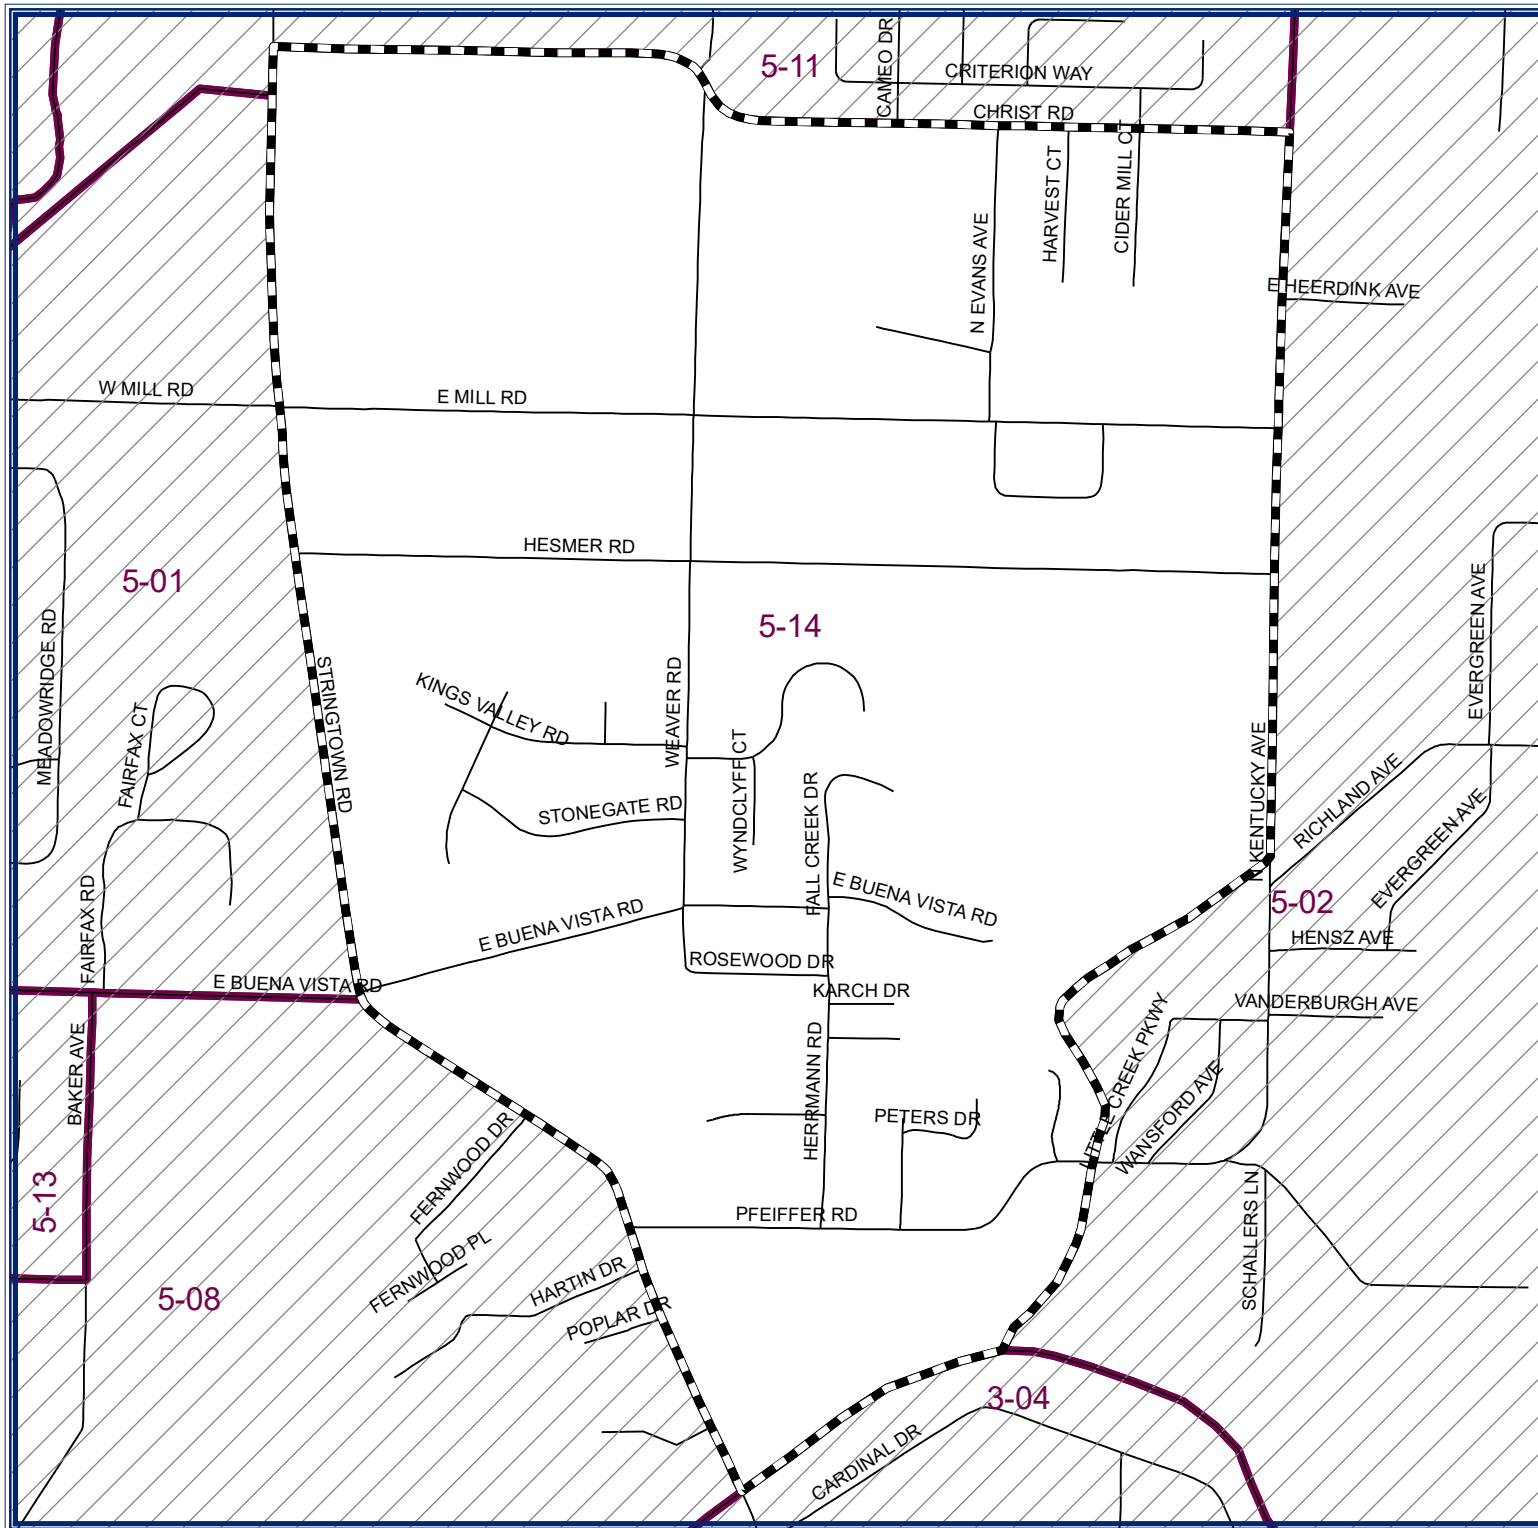 CAMEO DR
5-11
CRITERION WAY
CHRIST RD
HARVEST CT
CIDER MILL CT
N EVANS AVE
E HEERDINK AVE
W MILL RD
E MILL RD
HESMER RD
5-01
5-14
MEADOWRIDGE RD
EVERGREEN AVE
STRINGTOWN RD
KINGS VALLEY RD
WEAVER RD
FAIRFAX CT
WYNDCLYFF CT
N KENTUCKY AVE
RICHLAND AVE
STONEGATE RD
FALL CREEK DR
EVERGREEN AVE
FAIRFAX RD
E BUENA VISTA RD
E BUENA VISTA RD
5-02
HENSZ AVE
ROSEWOOD DR
E BUENA VISTA RD
KARCH DR
VANDERBURGH AVE
BAKER AVE
HERRMANN RD
LITTLE CREEK PKWY
WANSFORD AVE
PETERS DR
FERNWOOD DR
5-13
PFEIFFER RD
SCHALLERS LN
FERNWOOD PL
HARTIN DR
5-08
POPLAR DR
3-04
CARDINAL DR